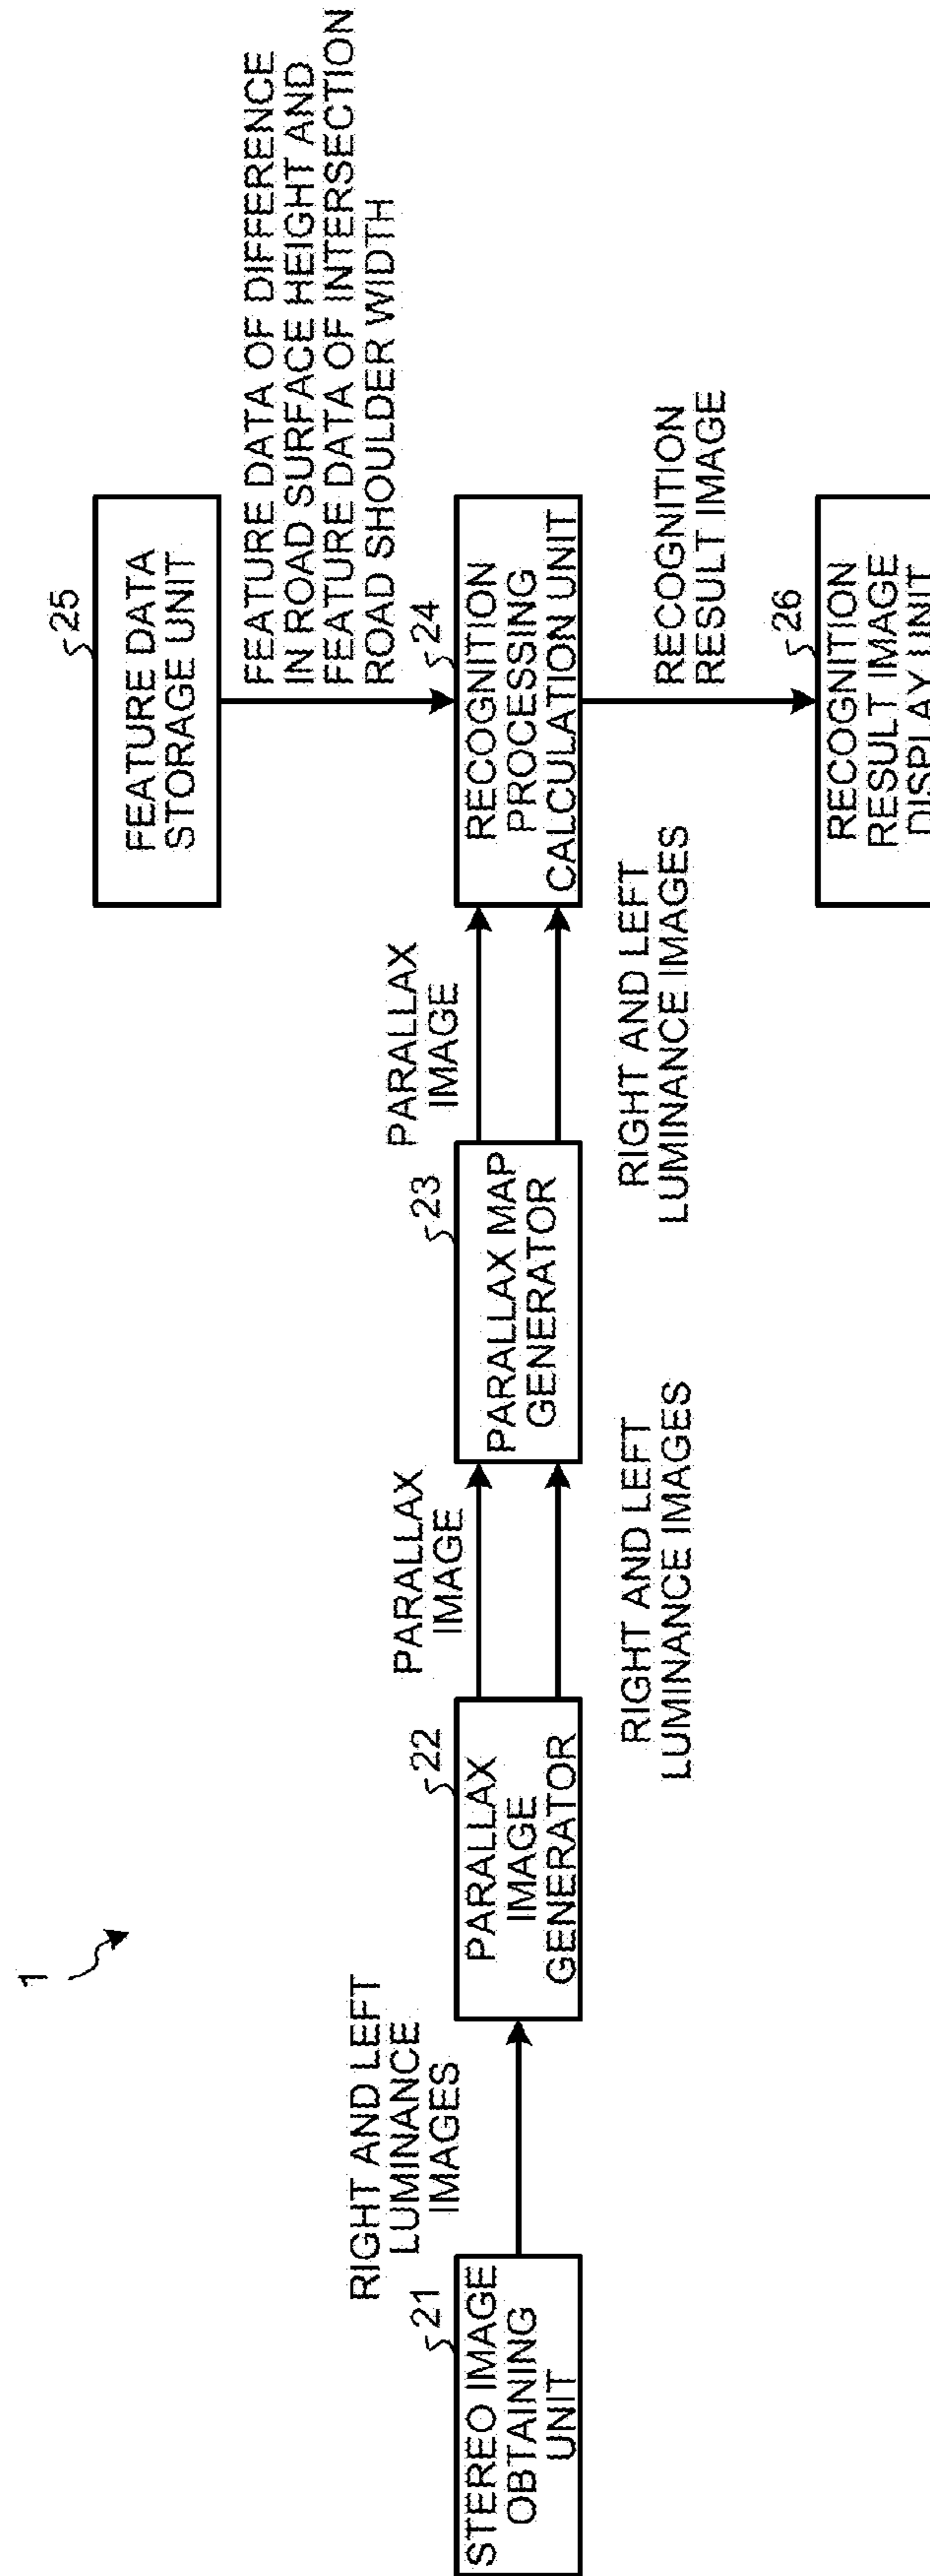 1
25
FEATURE DATA
STORAGE UNIT
FEATURE DATA OF DIFFERENCE
IN ROAD SURFACE HEIGHT AND
FEATURE DATA OF INTERSECTION
ROAD SHOULDER WIDTH
RIGHT AND LEFT
LUMINANCE
IMAGES
PARALLAX
IMAGE
PARALLAX
IMAGE
21
STEREO IMAGE
OBTAINING
UNIT
22
PARALLAX
IMAGE
GENERATOR
23
PARALLAX MAP
GENERATOR
24
RECOGNITION
PROCESSING
CALCULATION UNIT
RIGHT AND LEFT
LUMINANCE IMAGES
RIGHT AND LEFT
LUMINANCE IMAGES
RECOGNITION
RESULT IMAGE
26
RECOGNITION
RESULT IMAGE
DISPLAY UNIT